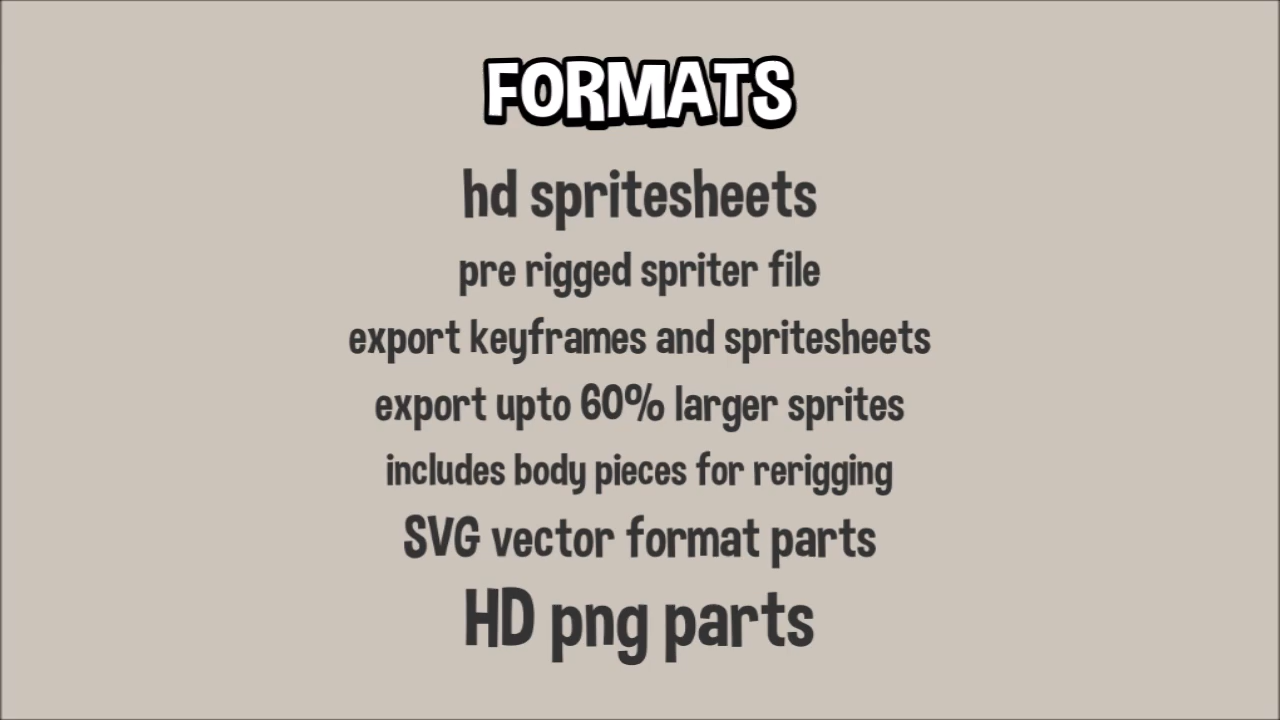 FORMATS
hd spritesheets
pre rigged spriter file
export keyframes and spritesheets
export upto 60% larger sprites
includes body pieces for rerigging
SVG vector format parts
HD png parts